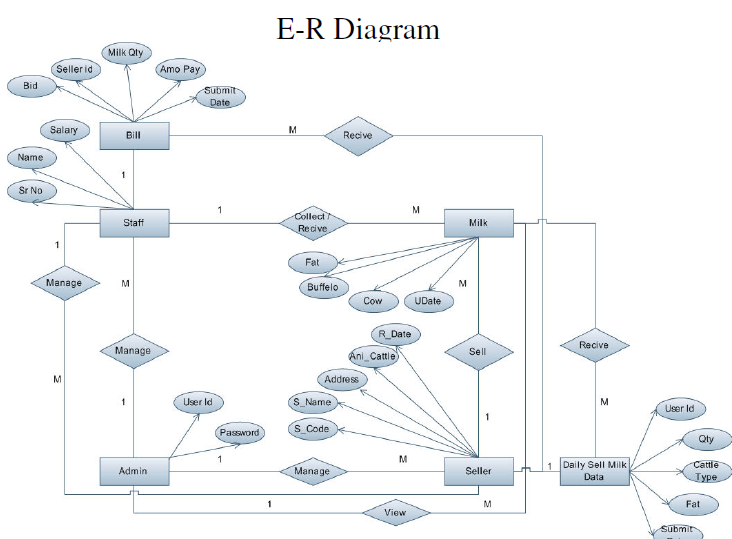 E-R Diagram
Milk Qty
Seller id
Amo Pay
Bid
Submit
Date
Salary
Bill
M
Recive
Name
1
Sr No
Staff
1
Collect /
Recive
M
Milk
1
Fat
Manage
M
Buffelo
M
Cow
UDate
R_Date
Manage
Ani_Cattle
Sell
Recive
M
Address
1
User Id
S_Name
M
User Id
1
S_Code
Password
Qty
Admin
1
Manage
M
Seller
1
Daily Sell Milk
Data
Cattle
Type
Fat
1
View
M
Submit